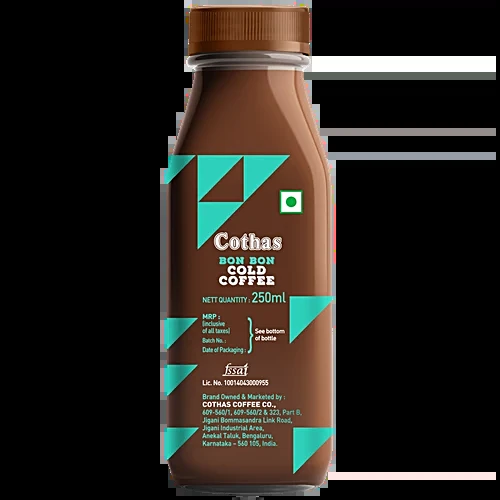 Cothas
BON BON
COLD
COFFEE
NETT QUANTITY : 250ml
MRP :
(inclusive
of all taxes)
Batch No. :
Date of Packaging :
See bottom
of bottle
fssai
Lic. No. 10014043000955
Brand Owned & Marketed by :
COTHAS COFFEE CO.,
609-560/1, 609-560/2 & 323, Part B,
Jigani Bommasandra Link Road,
Jigani Industrial Area,
Anekal Taluk, Bengaluru,
Karnataka – 560 105, India.